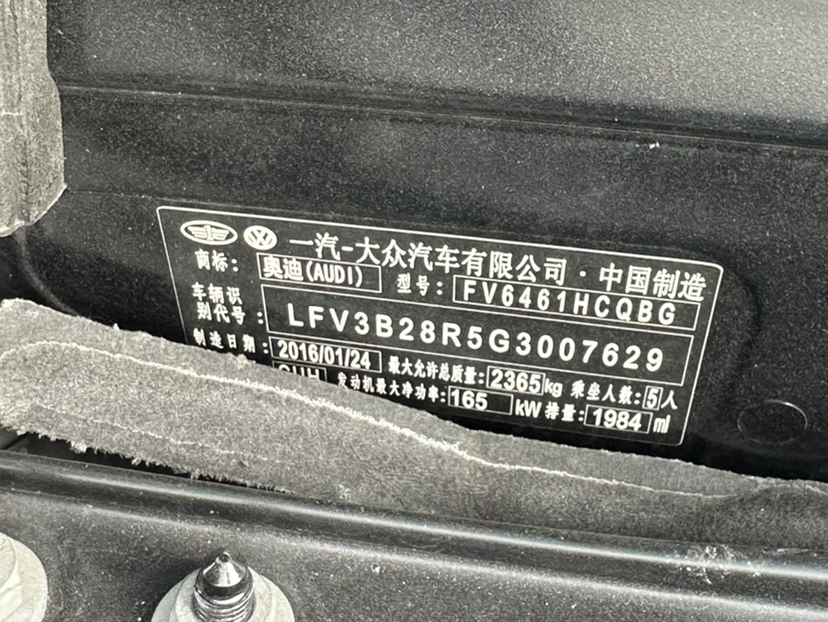 一汽-大众汽车有限公司·中国制造
商标: 奥迪(AUDI) 型号: FV6461HCQBG
车辆识别代号: LFV3B28R5G3007629
制造日期: 2016/01/24 最大允许总质量: 2365kg 乘坐人数: 5人
发动机最大净功率: 165 kW 排量: 1984 ml